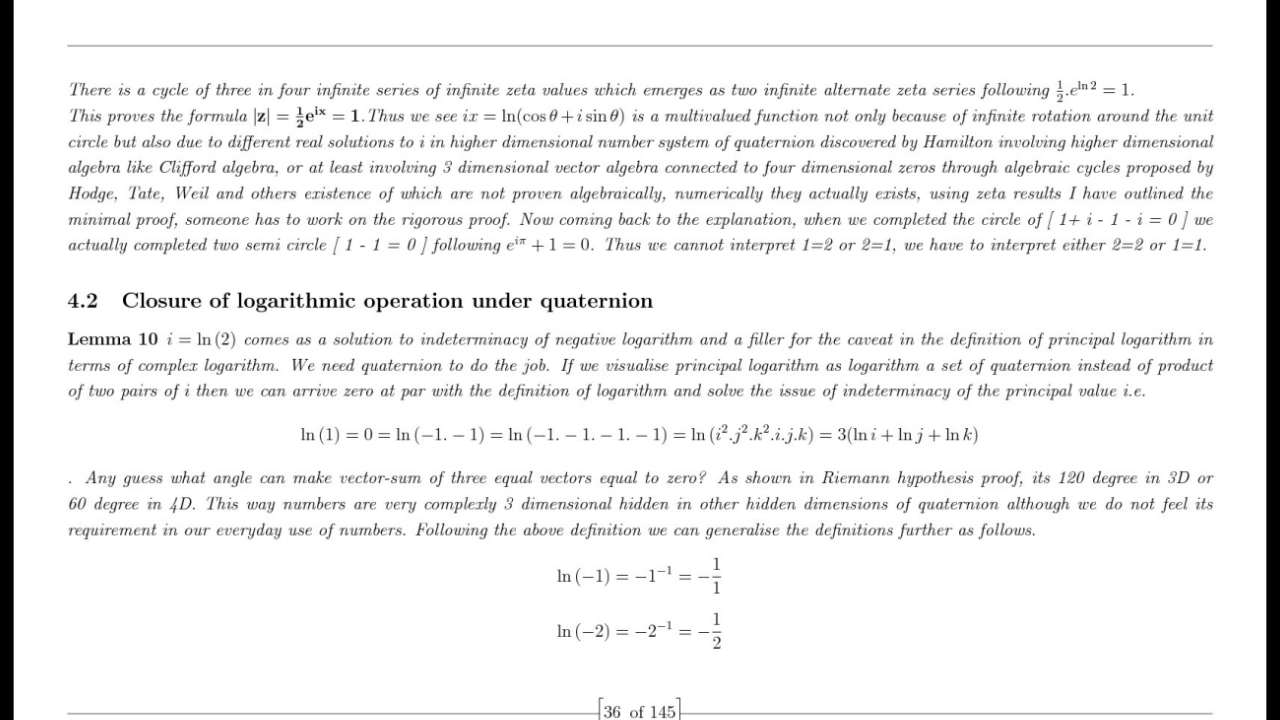 There is a cycle of three in four infinite series of infinite zeta values which emerges as two infinite alternate zeta series following ½.e^{ln 2} = 1.
This proves the formula |z| = ½e^{ix} = 1. Thus we see ix = ln(cos θ + i sin θ) is a multivalued function not only because of infinite rotation around the unit
circle but also due to different real solutions to i in higher dimensional number system of quaternion discovered by Hamilton involving higher dimensional
algebra like Clifford algebra, or at least involving 3 dimensional vector algebra connected to four dimensional zeros through algebraic cycles proposed by
Hodge, Tate, Weil and others existence of which are not proven algebraically, numerically they actually exists, using zeta results I have outlined the
minimal proof, someone has to work on the rigorous proof. Now coming back to the explanation, when we completed the circle of [ 1+ i - 1 - i = 0 ] we
actually completed two semi circle [ 1 - 1 = 0 ] following e^{iπ} + 1 = 0. Thus we cannot interpret 1=2 or 2=1, we have to interpret either 2=2 or 1=1.
4.2 Closure of logarithmic operation under quaternion
Lemma 10 i = ln (2) comes as a solution to indeterminacy of negative logarithm and a filler for the caveat in the definition of principal logarithm in
terms of complex logarithm. We need quaternion to do the job. If we visualise principal logarithm as logarithm a set of quaternion instead of product
of two pairs of i then we can arrive zero at par with the definition of logarithm and solve the issue of indeterminacy of the principal value i.e.
ln (1) = 0 = ln (−1. − 1) = ln (−1. − 1. − 1. − 1) = ln (i².j².k².i.j.k) = 3(ln i + ln j + ln k)
. Any guess what angle can make vector-sum of three equal vectors equal to zero? As shown in Riemann hypothesis proof, its 120 degree in 3D or
60 degree in 4D. This way numbers are very complexly 3 dimensional hidden in other hidden dimensions of quaternion although we do not feel its
requirement in our everyday use of numbers. Following the above definition we can generalise the definitions further as follows.
ln (−1) = −1⁻¹ = −1/1
ln (−2) = −2⁻¹ = −1/2
[36 of 145]